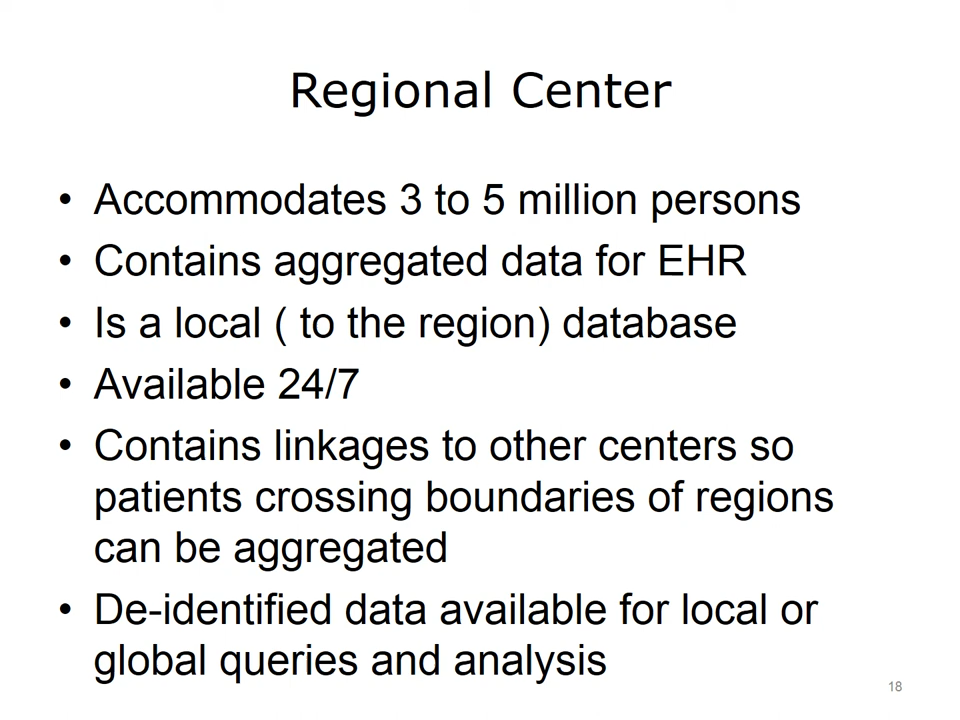 Regional Center
• Accommodates 3 to 5 million persons
• Contains aggregated data for EHR
• Is a local ( to the region) database
• Available 24/7
• Contains linkages to other centers so
patients crossing boundaries of regions
can be aggregated
• De-identified data available for local or
global queries and analysis
18